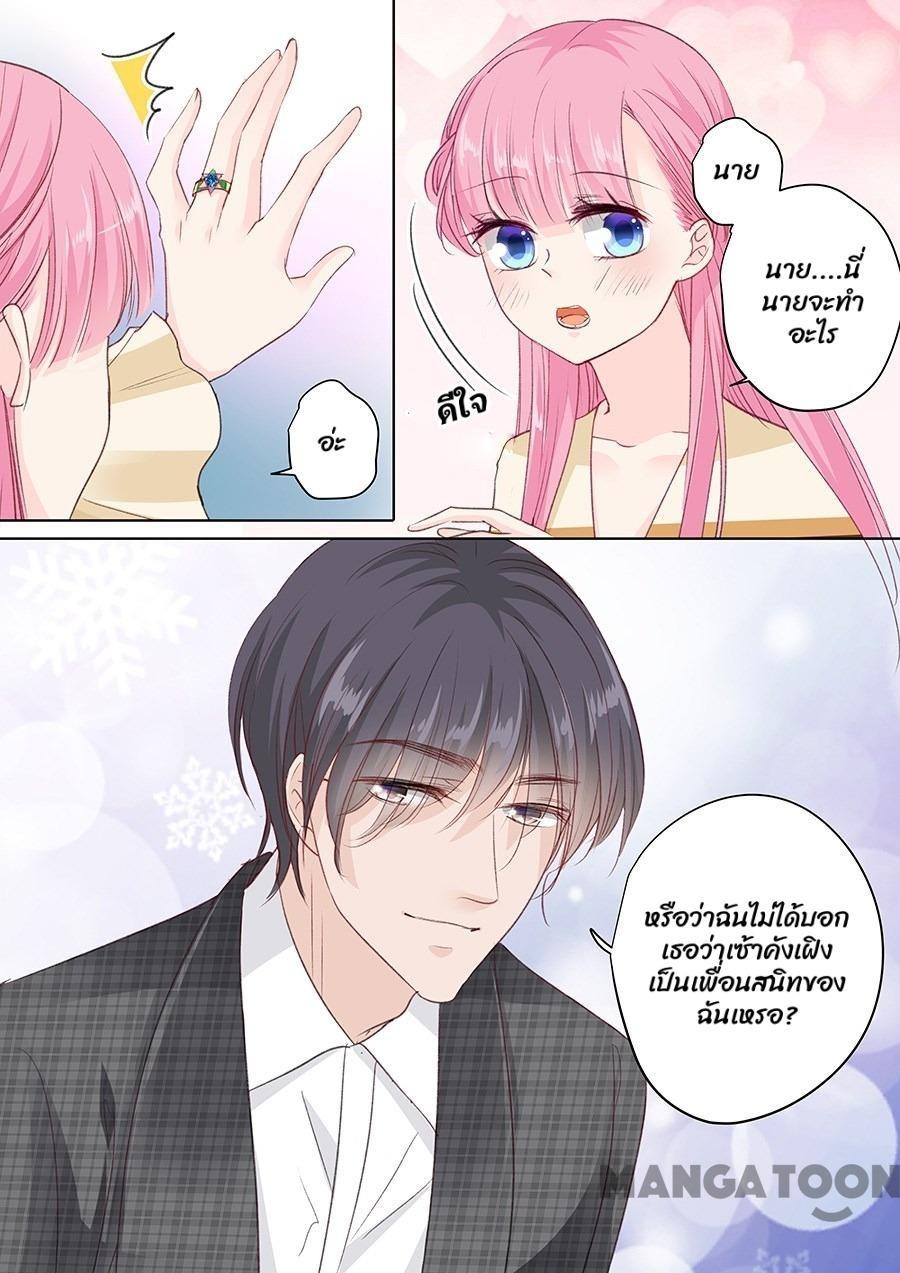 อ่ะ
นาย
นาย....นี่
นายจะทำ
อะไร
ดีใจ
หรือว่าฉันไม่ได้บอก
เธอว่าเซ้าคังเฝิง
เป็นเพื่อนสนิทของ
ฉันเหรอ?
MANGATOON